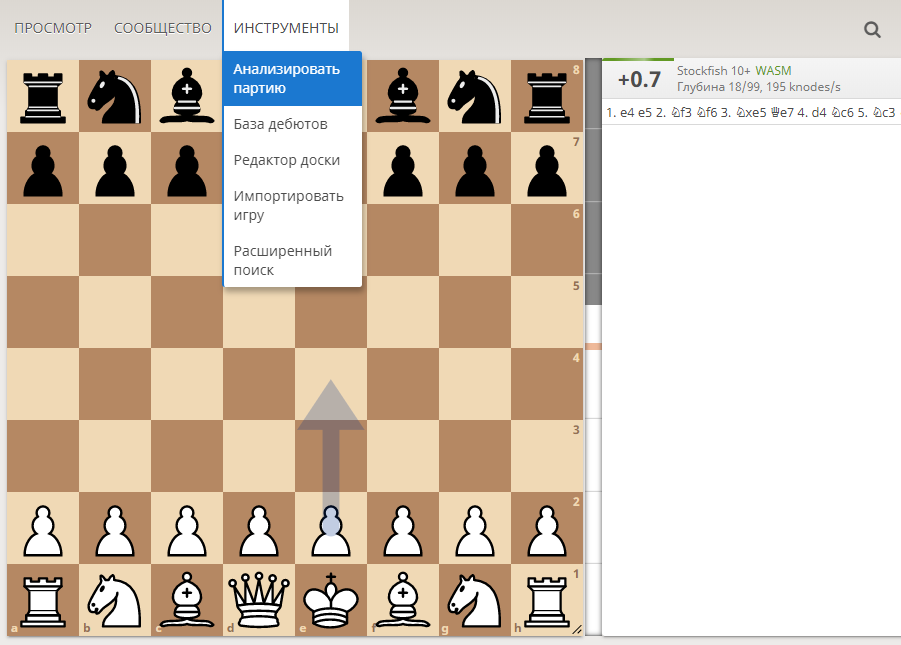 ПРОСМОТР СООБЩЕСТВО ИНСТРУМЕНТЫ
Анализировать
партию
База дебютов
Редактор доски
Импортировать
игру
Расширенный
поиск
8
7
6
5
4
3
2
1
a b c d e f g h
+0.7
Stockfish 10+ WASM
Глубина 18/99, 195 knodes/s
1. e4 e5 2. ♘f3 ♘f6 3. ♘xe5 ♕e7 4. d4 ♘c6 5. ♘c3